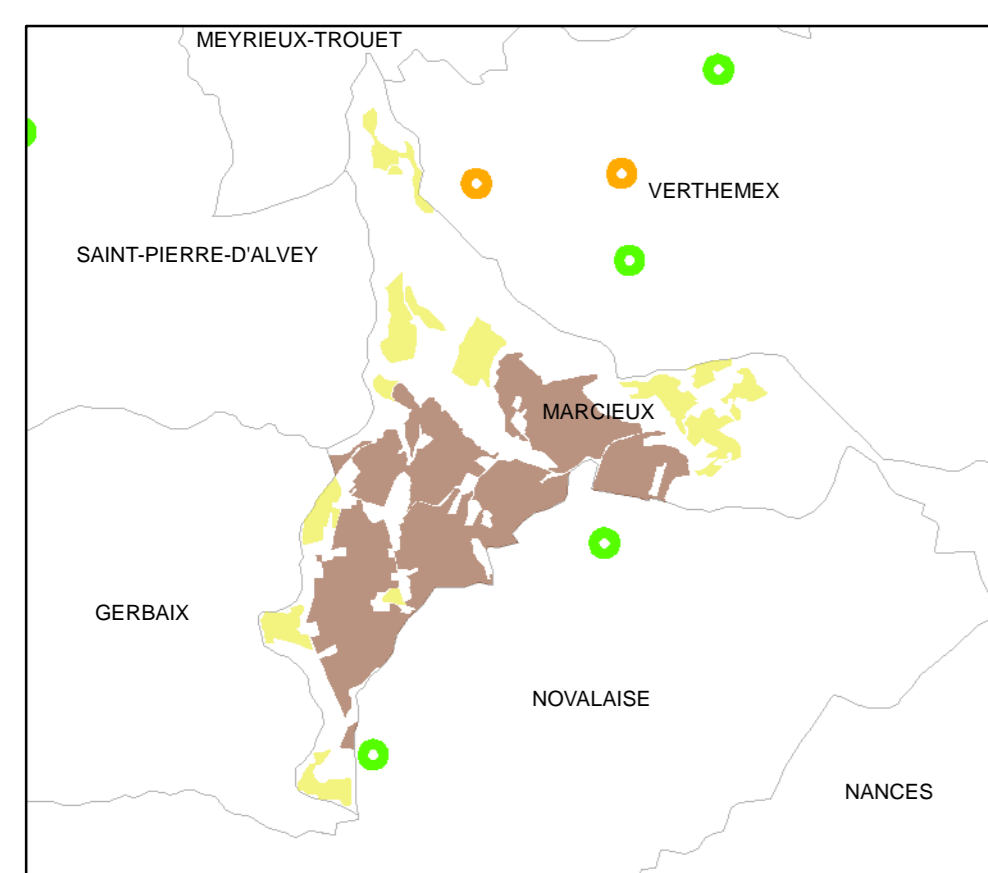 MEYRIEUX-TROUET
VERTHEMEX
SAINT-PIERRE-D'ALVEY
MARCIEUX
GERBAIX
NOVALAISE
NANCES